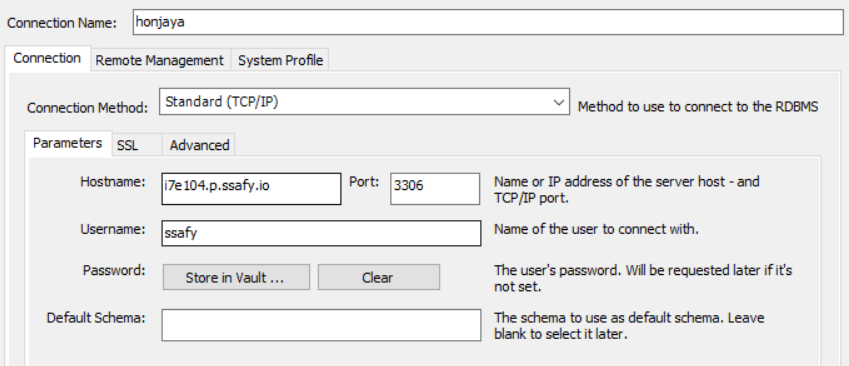 Connection Name: honjaya
Connection Remote Management System Profile
Connection Method: Standard (TCP/IP) Method to use to connect to the RDBMS
Parameters SSL Advanced
Hostname: i7e104.p.ssafy.io Port: 3306 Name or IP address of the server host - and
TCP/IP port.
Username: ssafy Name of the user to connect with.
Password: Store in Vault ... Clear The user's password. Will be requested later if it's
not set.
Default Schema: The schema to use as default schema. Leave
blank to select it later.